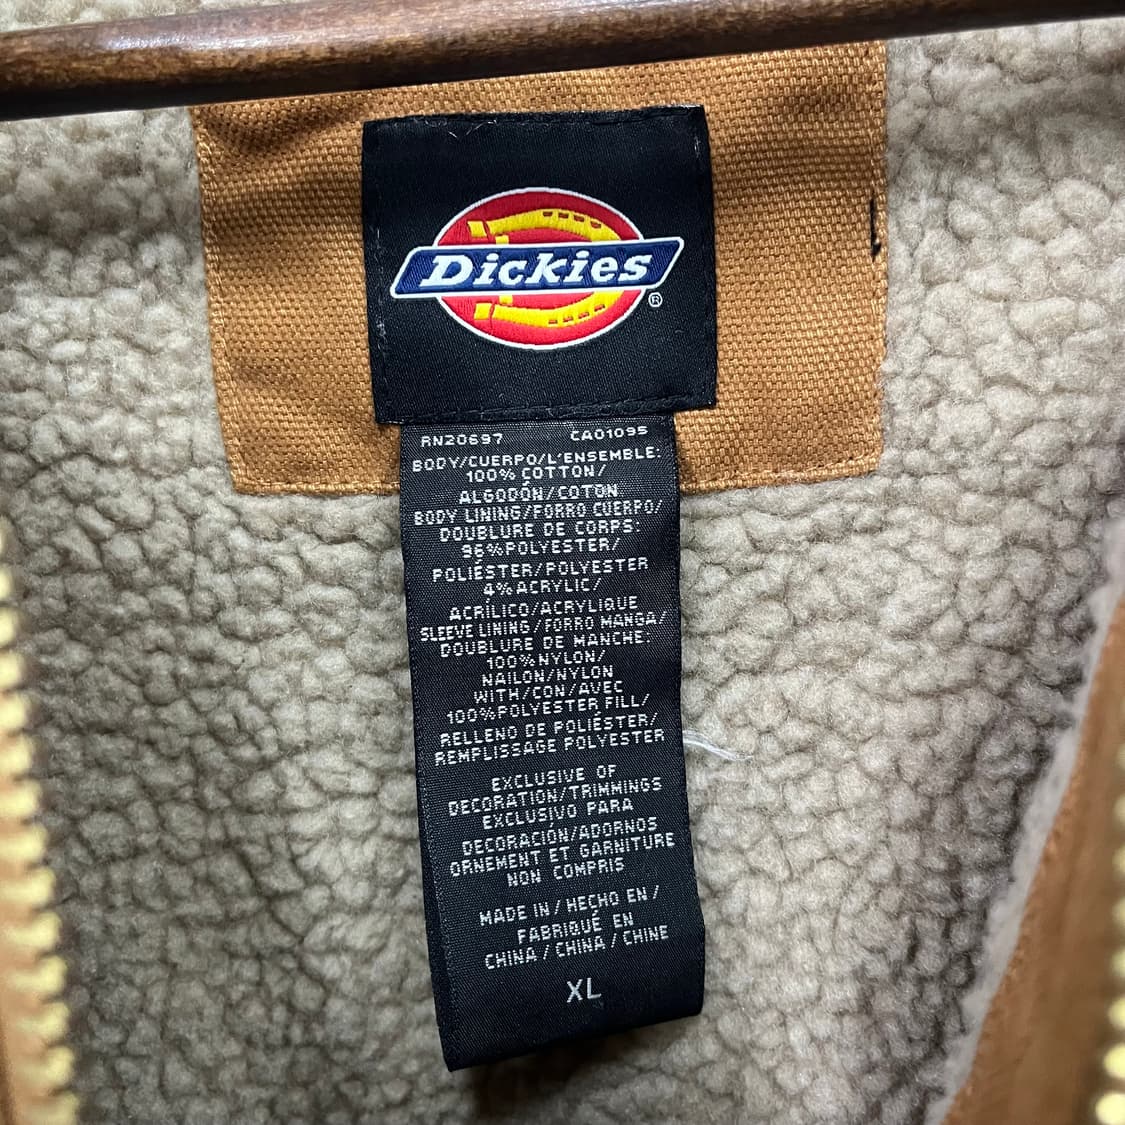 Dickies®
RN20697 CA01095
BODY/CUERPO/L'ENSEMBLE:
100% COTTON/
ALGODÓN/COTON
BODY LINING/FORRO CUERPO/
DOUBLURE DE CORPS:
96%POLYESTER/
POLIÉSTER/POLYESTER
4%ACRYLIC/
ACRÍLICO/ACRYLIQUE
SLEEVE LINING/FORRO MANGA/
DOUBLURE DE MANCHE:
100%NYLON/
NAILON/NYLON
WITH/CON/AVEC
100%POLYESTER FILL/
RELLENO DE POLIÉSTER/
REMPLISSAGE POLYESTER
EXCLUSIVE OF
DECORATION/TRIMMINGS
EXCLUSIVO PARA
DECORACIÓN/ADORNOS
ORNEMENT ET GARNITURE
NON COMPRIS
MADE IN / HECHO EN /
FABRIQUÉ EN
CHINA / CHINA / CHINE
XL